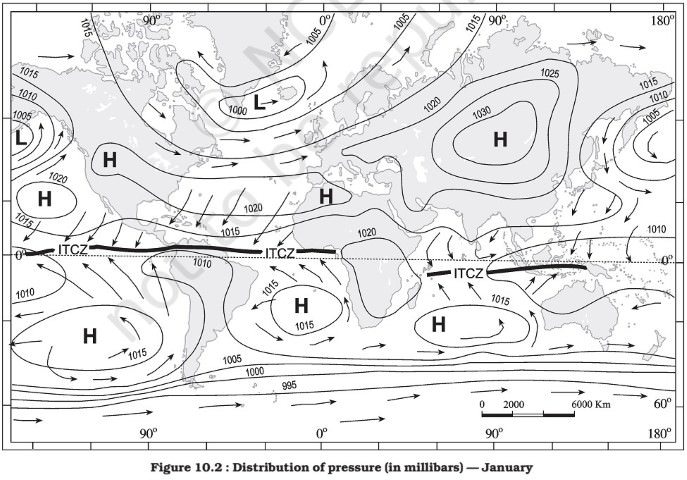 90° 0° 90° 180°
1015 1005 1005 1015
1015 1025 1015
1010 1010
1005 1000 L 1020 1030 1005
L H H
1020 H H
1020
1015 1015 1020 1010
0° ITCZ ITCZ 0°
1010 ITCZ
1010 1015 1015
H H
H 1015
1015
1005
1000
995 0 2000 6000 Km 60°
90° 0° 90° 180°
Figure 10.2 : Distribution of pressure (in millibars) — January